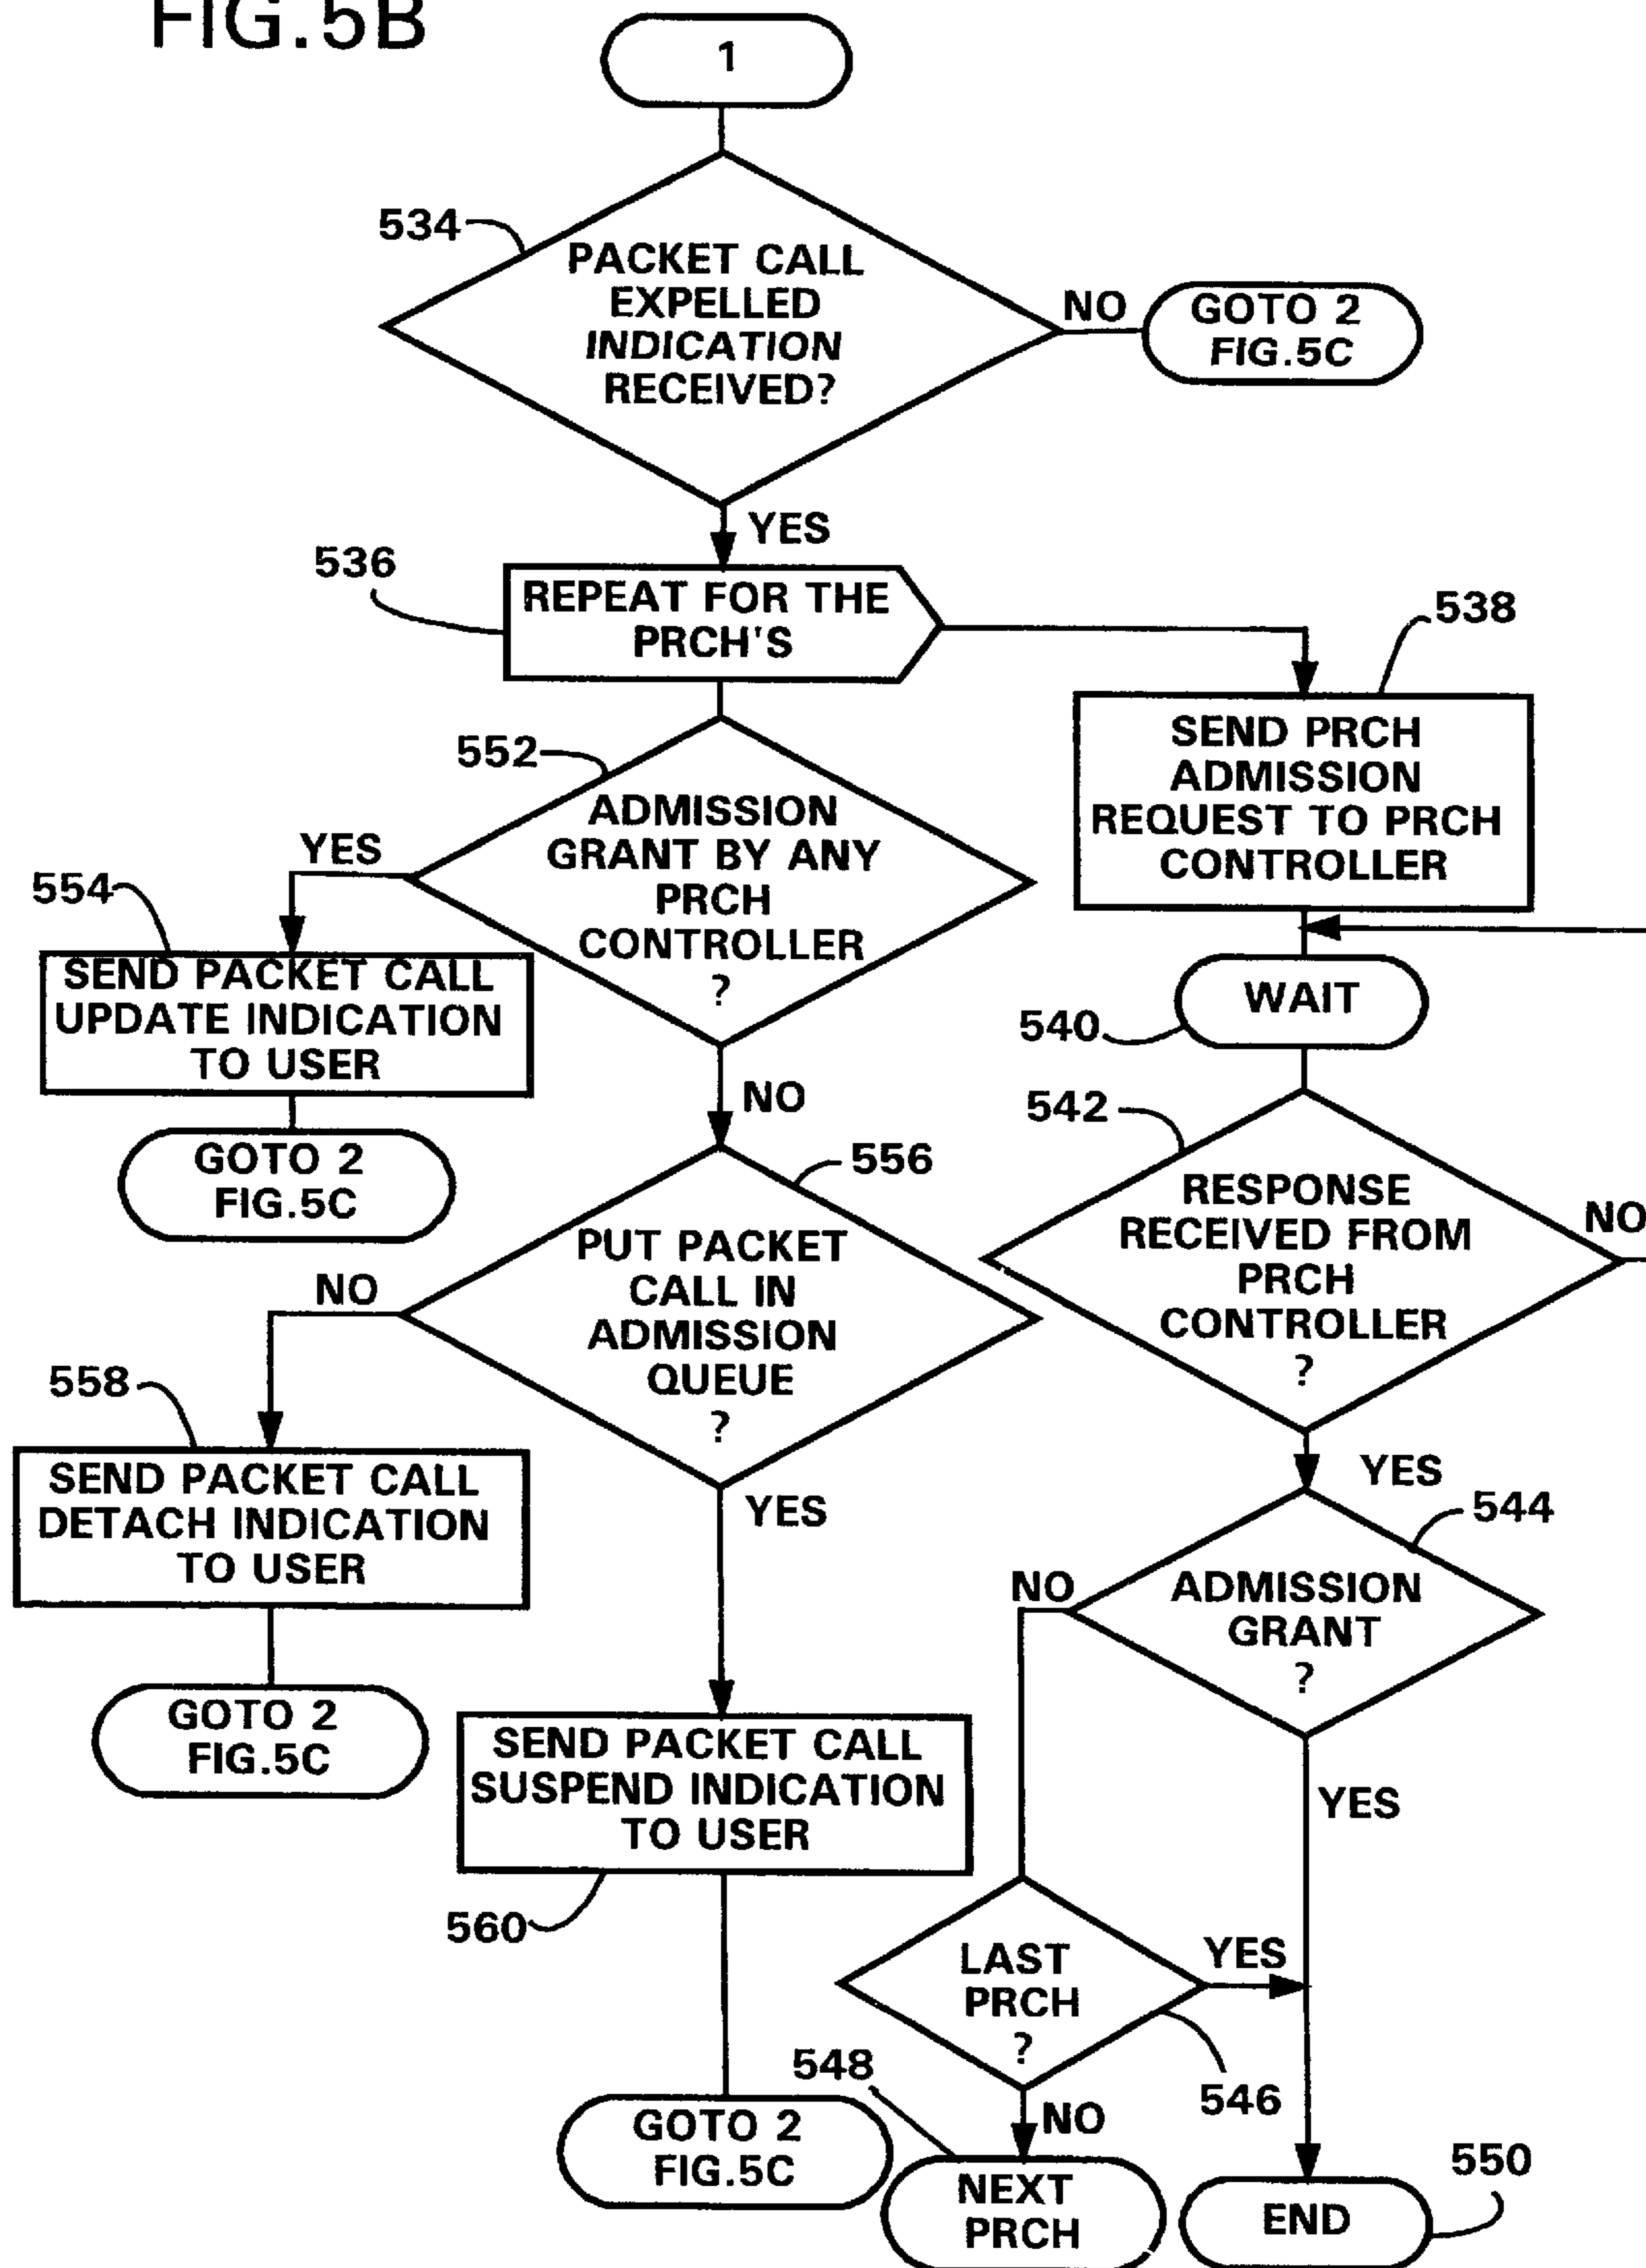 FIG.5B
1
534
PACKET CALL
EXPELLED
INDICATION
RECEIVED?
NO
GOTO 2
FIG.5C
YES
536
REPEAT FOR THE
PRCH'S
538
SEND PRCH
ADMISSION
REQUEST TO PRCH
CONTROLLER
552
ADMISSION
GRANT BY ANY
PRCH
CONTROLLER
?
YES
554
SEND PACKET CALL
UPDATE INDICATION
TO USER
GOTO 2
FIG.5C
NO
WAIT
540
542
RESPONSE
RECEIVED FROM
PRCH
CONTROLLER
?
NO
YES
556
PUT PACKET
CALL IN
ADMISSION
QUEUE
?
NO
558
SEND PACKET CALL
DETACH INDICATION
TO USER
GOTO 2
FIG.5C
YES
544
ADMISSION
GRANT
?
NO
YES
SEND PACKET CALL
SUSPEND INDICATION
TO USER
560
GOTO 2
FIG.5C
LAST
PRCH
?
YES
546
548
NO
NEXT
PRCH
END
550